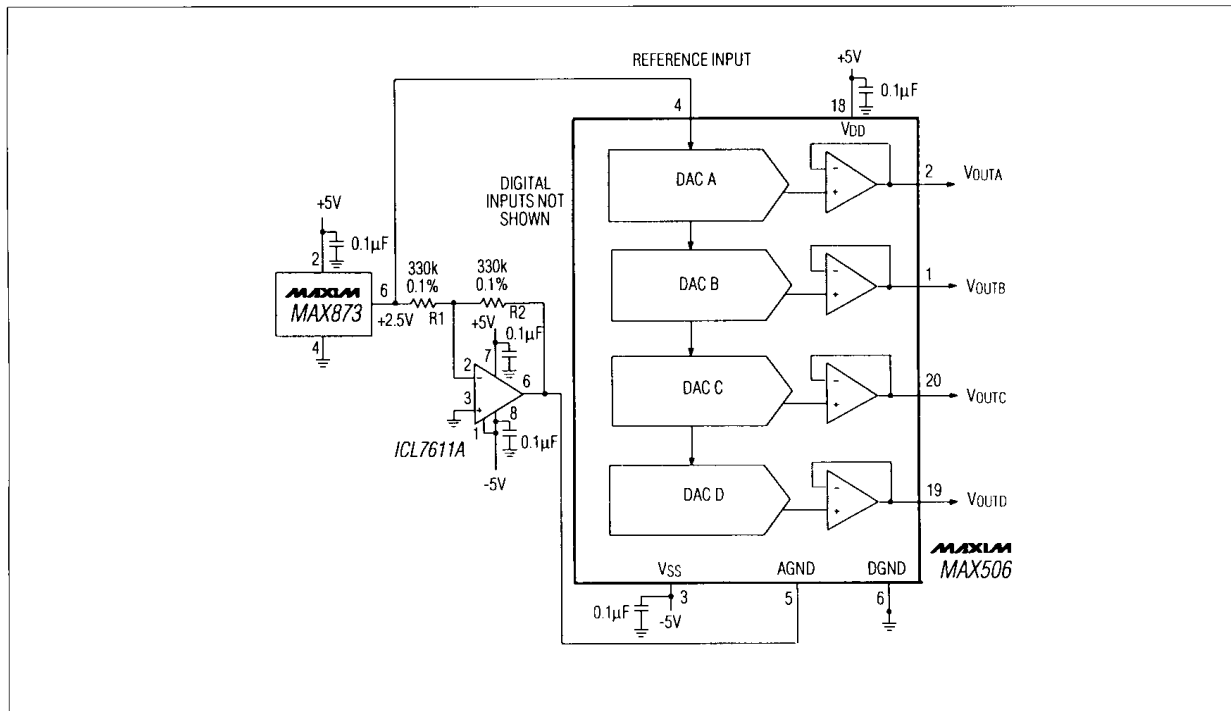 REFERENCE INPUT
+5V
0.1µF
4
18
VDD
DAC A
2
VOUTA
DIGITAL
INPUTS NOT
SHOWN
+5V
0.1µF
2
DAC B
1
VOUTB
330k
0.1%
330k
0.1%
MAXIM
MAX873
6
+2.5V
R1
R2
+5V
0.1µF
4
7
2
6
3
8
1
0.1µF
ICL7611A
-5V
DAC C
20
VOUTC
DAC D
19
VOUTD
MAXIM
MAX506
VSS
AGND
DGND
0.1µF
3
-5V
5
6